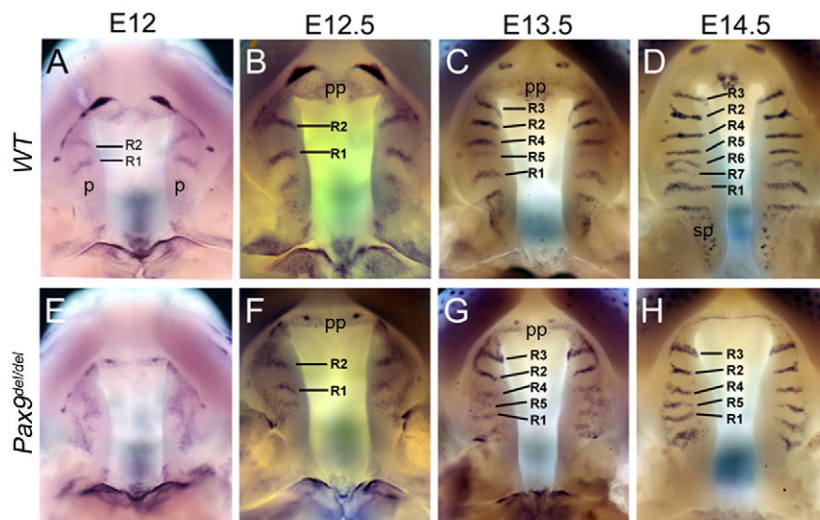 E12 E12.5 E13.5 E14.5
WT
A
R2
R1
p p
B
pp
R2
R1
C
pp
R3
R2
R4
R5
R1
D
R3
R2
R4
R5
R6
R7
R1
sp
Pax9del/del
E
F
pp
R2
R1
G
pp
R3
R2
R4
R5
R1
H
R3
R2
R4
R5
R1